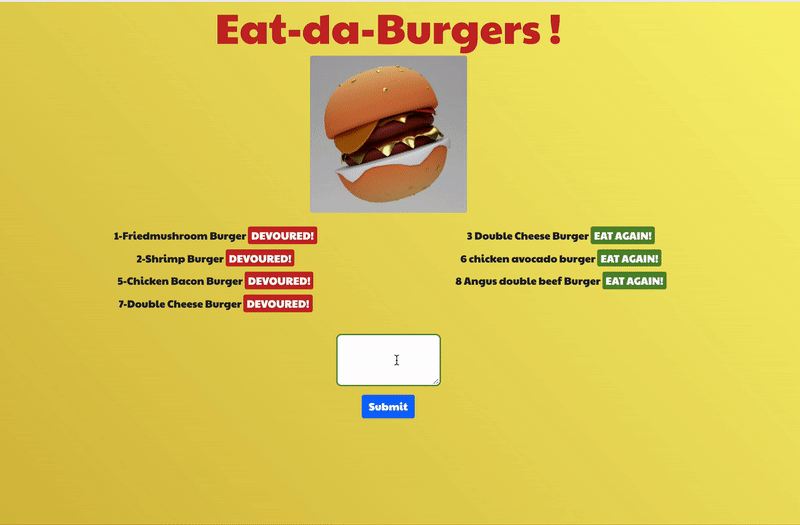 Eat-da-Burgers !
1-Friedmushroom Burger DEVOURED!
2-Shrimp Burger DEVOURED!
5-Chicken Bacon Burger DEVOURED!
7-Double Cheese Burger DEVOURED!
3 Double Cheese Burger EAT AGAIN!
6 chicken avocado burger EAT AGAIN!
8 Angus double beef Burger EAT AGAIN!
Submit